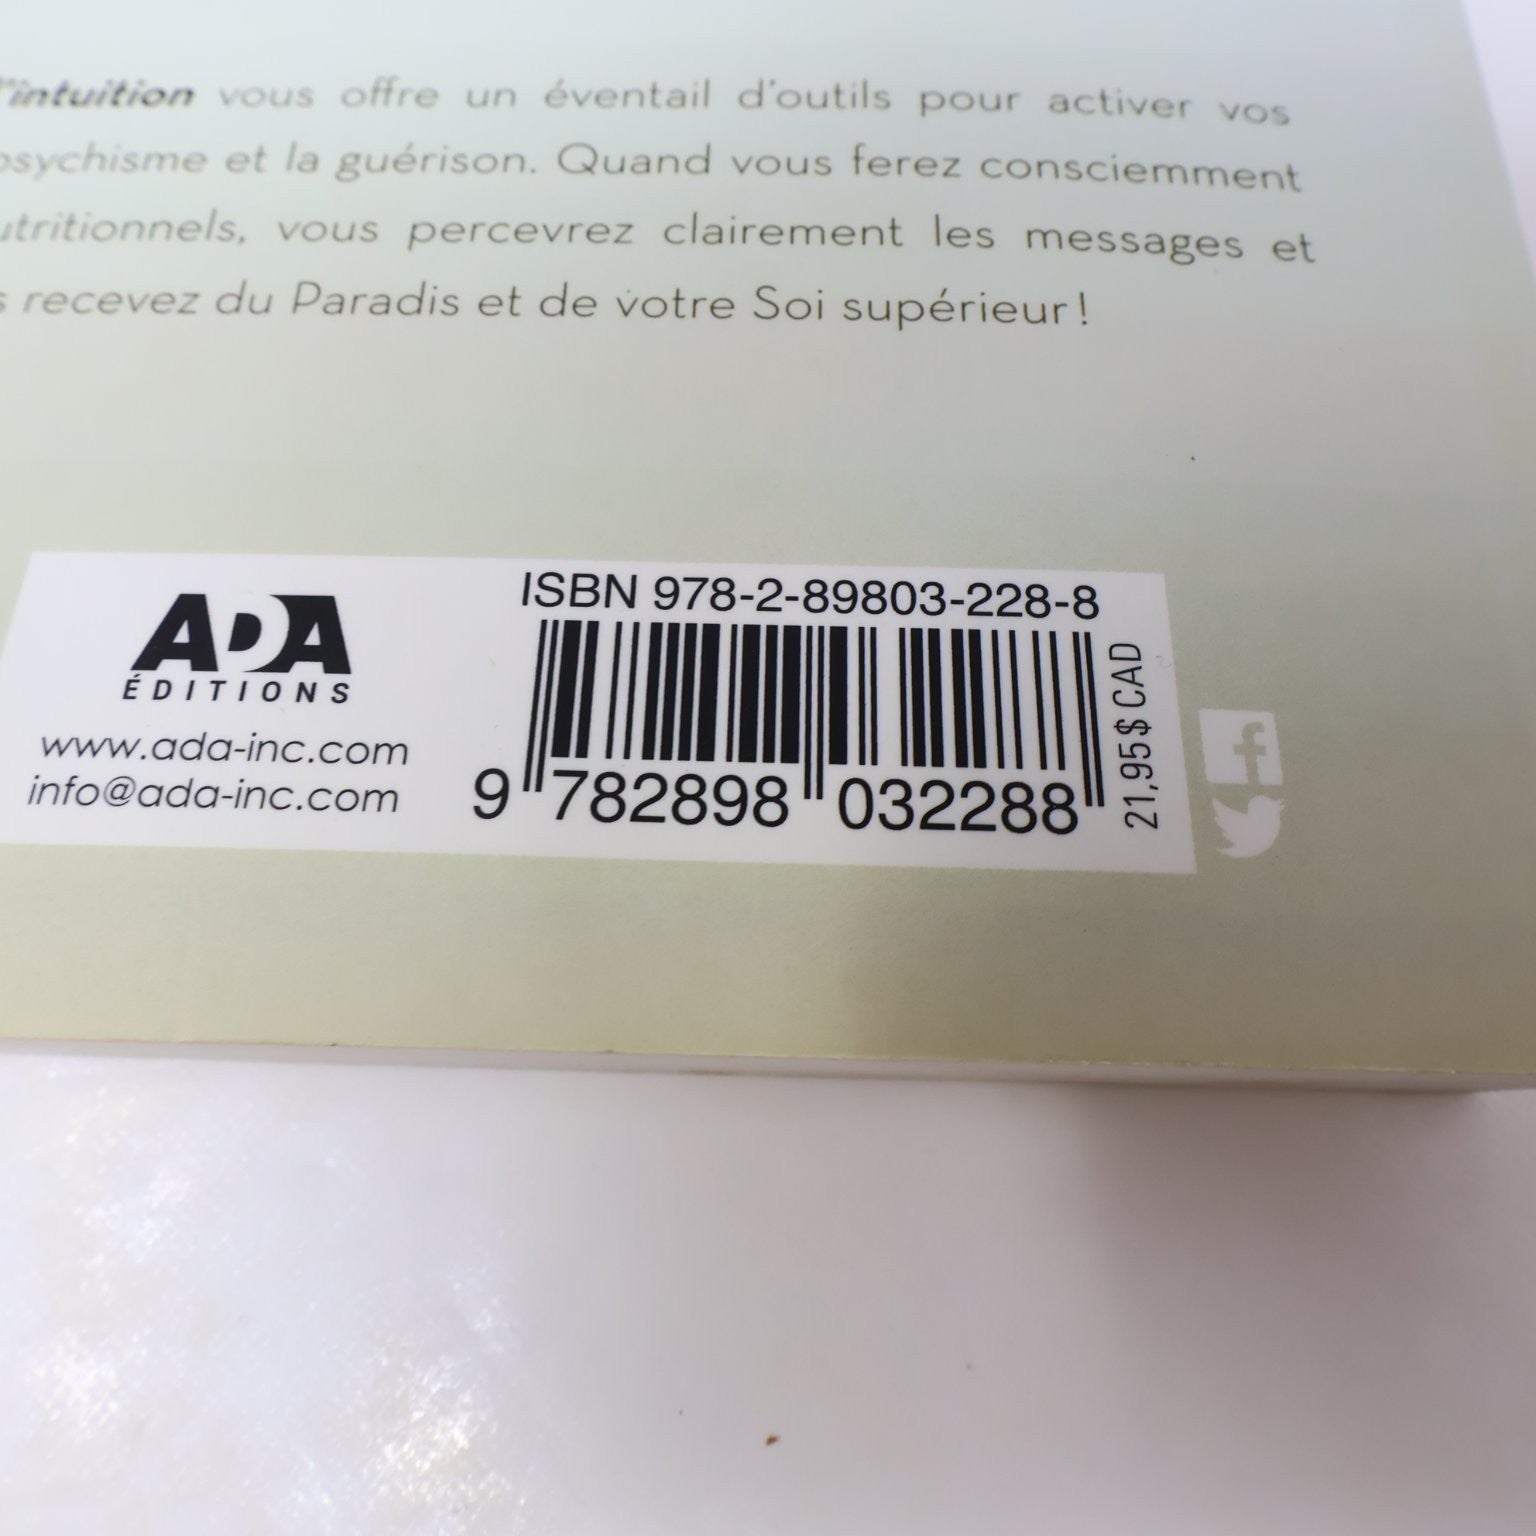 l'intuition vous offre un éventail d'outils pour activer vos
psychisme et la guérison. Quand vous ferez consciemment
utritionnels, vous percevrez clairement les messages et
s recevez du Paradis et de votre Soi supérieur !
ADA
ÉDITIONS
www.ada-inc.com
info@ada-inc.com
ISBN 978-2-89803-228-8
9 782898 032288
21,95$ CAD